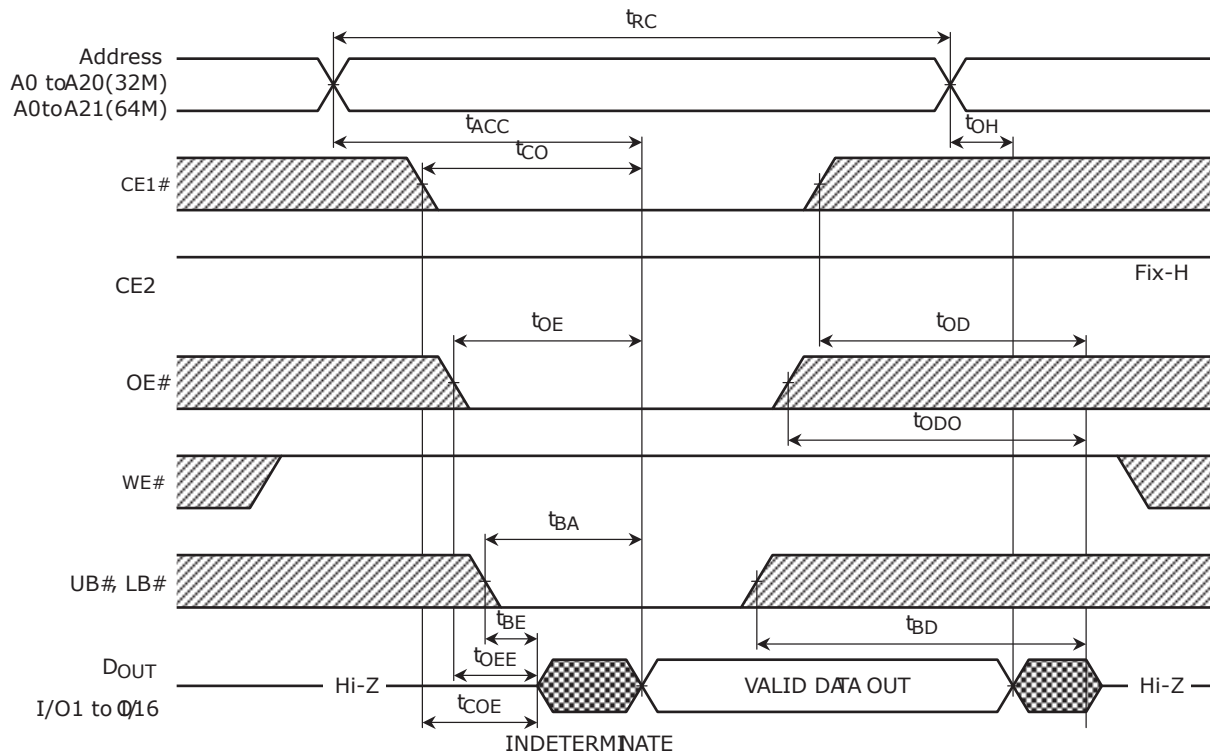 tRC
Address
A0 toA20(32M)
A0toA21(64M)
tACC
tOH
tCO
CE1#
Fix-H
CE2
tOE
tOD
OE#
tODO
WE#
tBA
UB#, LB#
tBE
tBD
DOUT
tOEE
Hi-Z
VALID DATA OUT
Hi-Z
I/O1 to I/O16
tCOE
INDETERMINATE